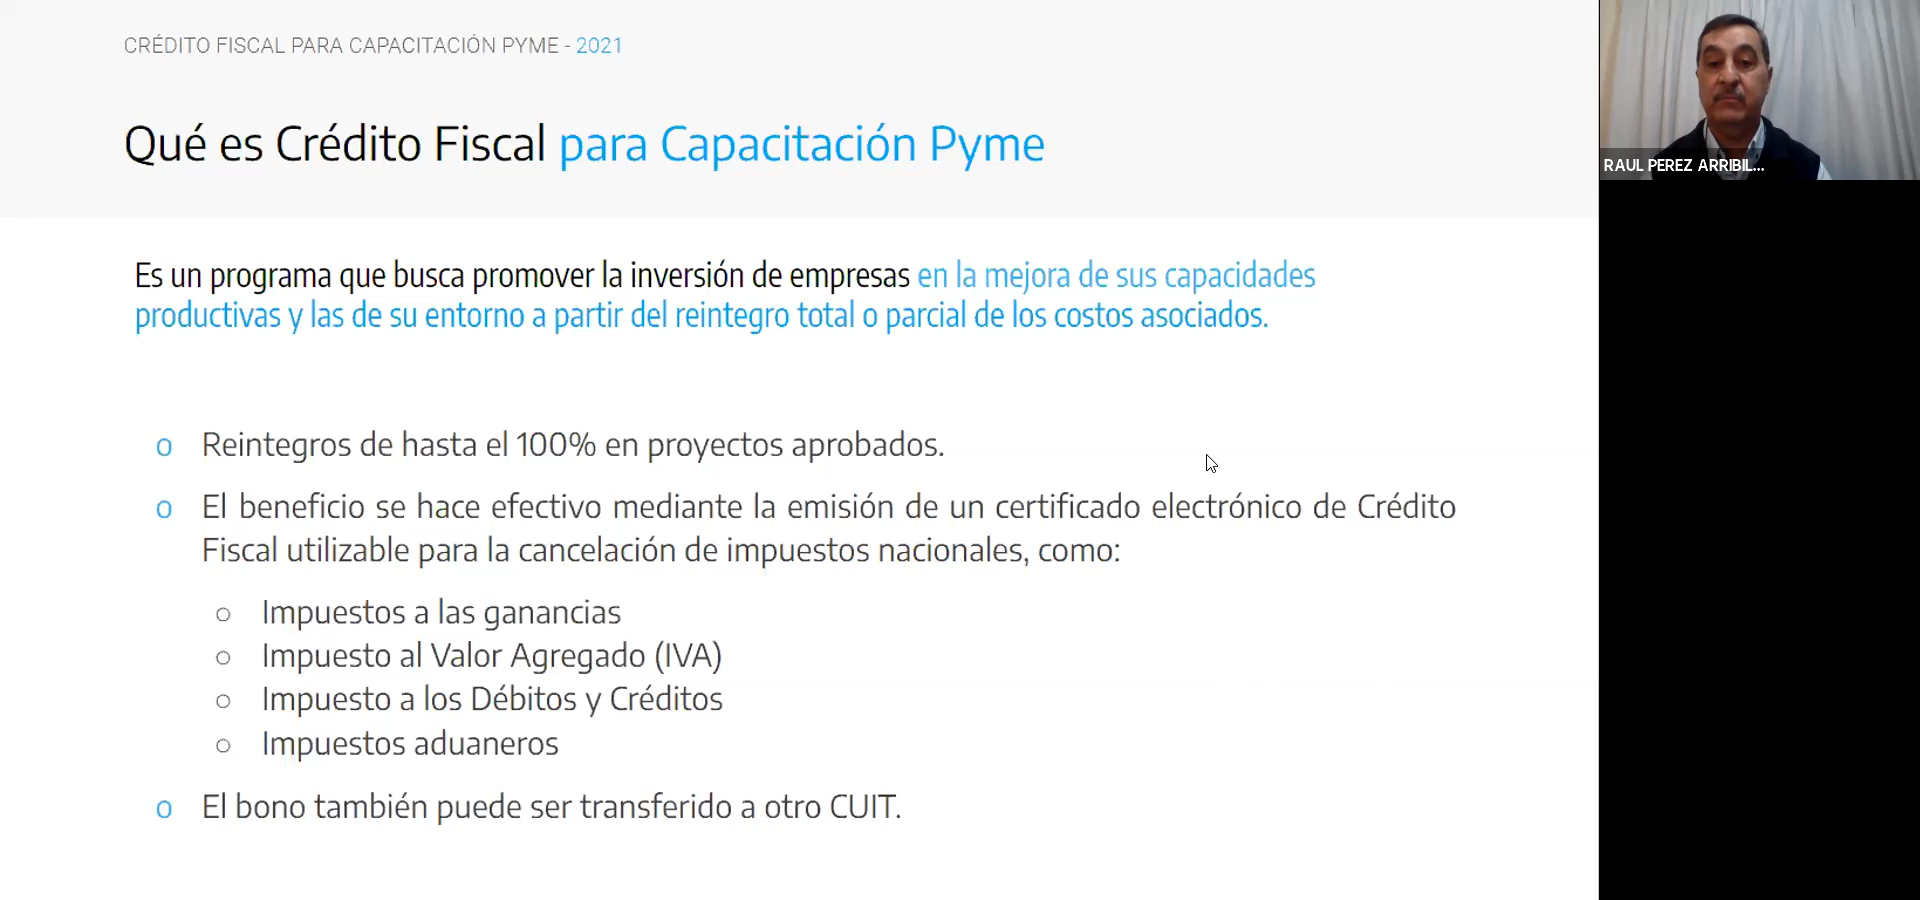 CRÉDITO FISCAL PARA CAPACITACIÓN PYME - 2021
Qué es Crédito Fiscal para Capacitación Pyme
Es un programa que busca promover la inversión de empresas en la mejora de sus capacidades
productivas y las de su entorno a partir del reintegro total o parcial de los costos asociados.
o Reintegros de hasta el 100% en proyectos aprobados.
o El beneficio se hace efectivo mediante la emisión de un certificado electrónico de Crédito
Fiscal utilizable para la cancelación de impuestos nacionales, como:
○ Impuestos a las ganancias
○ Impuesto al Valor Agregado (IVA)
○ Impuesto a los Débitos y Créditos
○ Impuestos aduaneros
o El bono también puede ser transferido a otro CUIT.
RAUL PEREZ ARRIBIL...